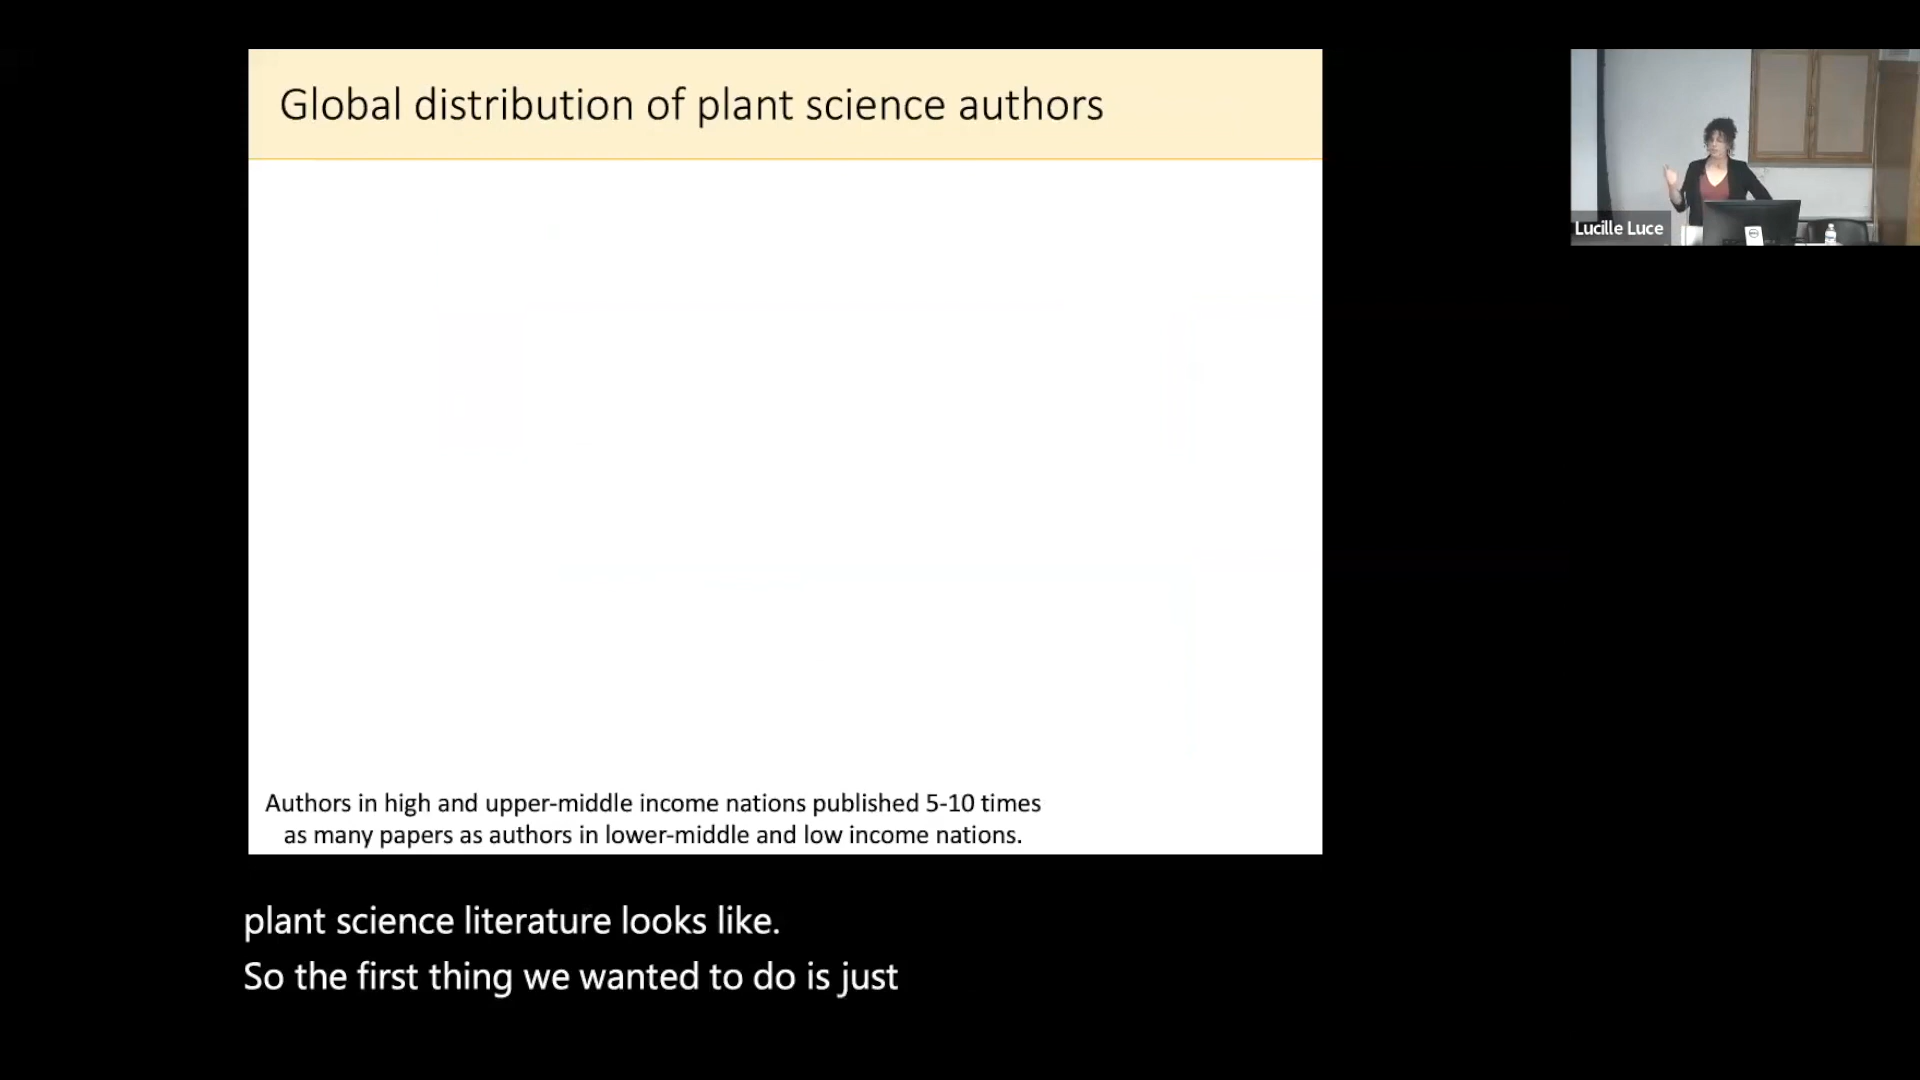 Global distribution of plant science authors
Lucille Luce
Authors in high and upper-middle income nations published 5-10 times
as many papers as authors in lower-middle and low income nations.
plant science literature looks like.
So the first thing we wanted to do is just